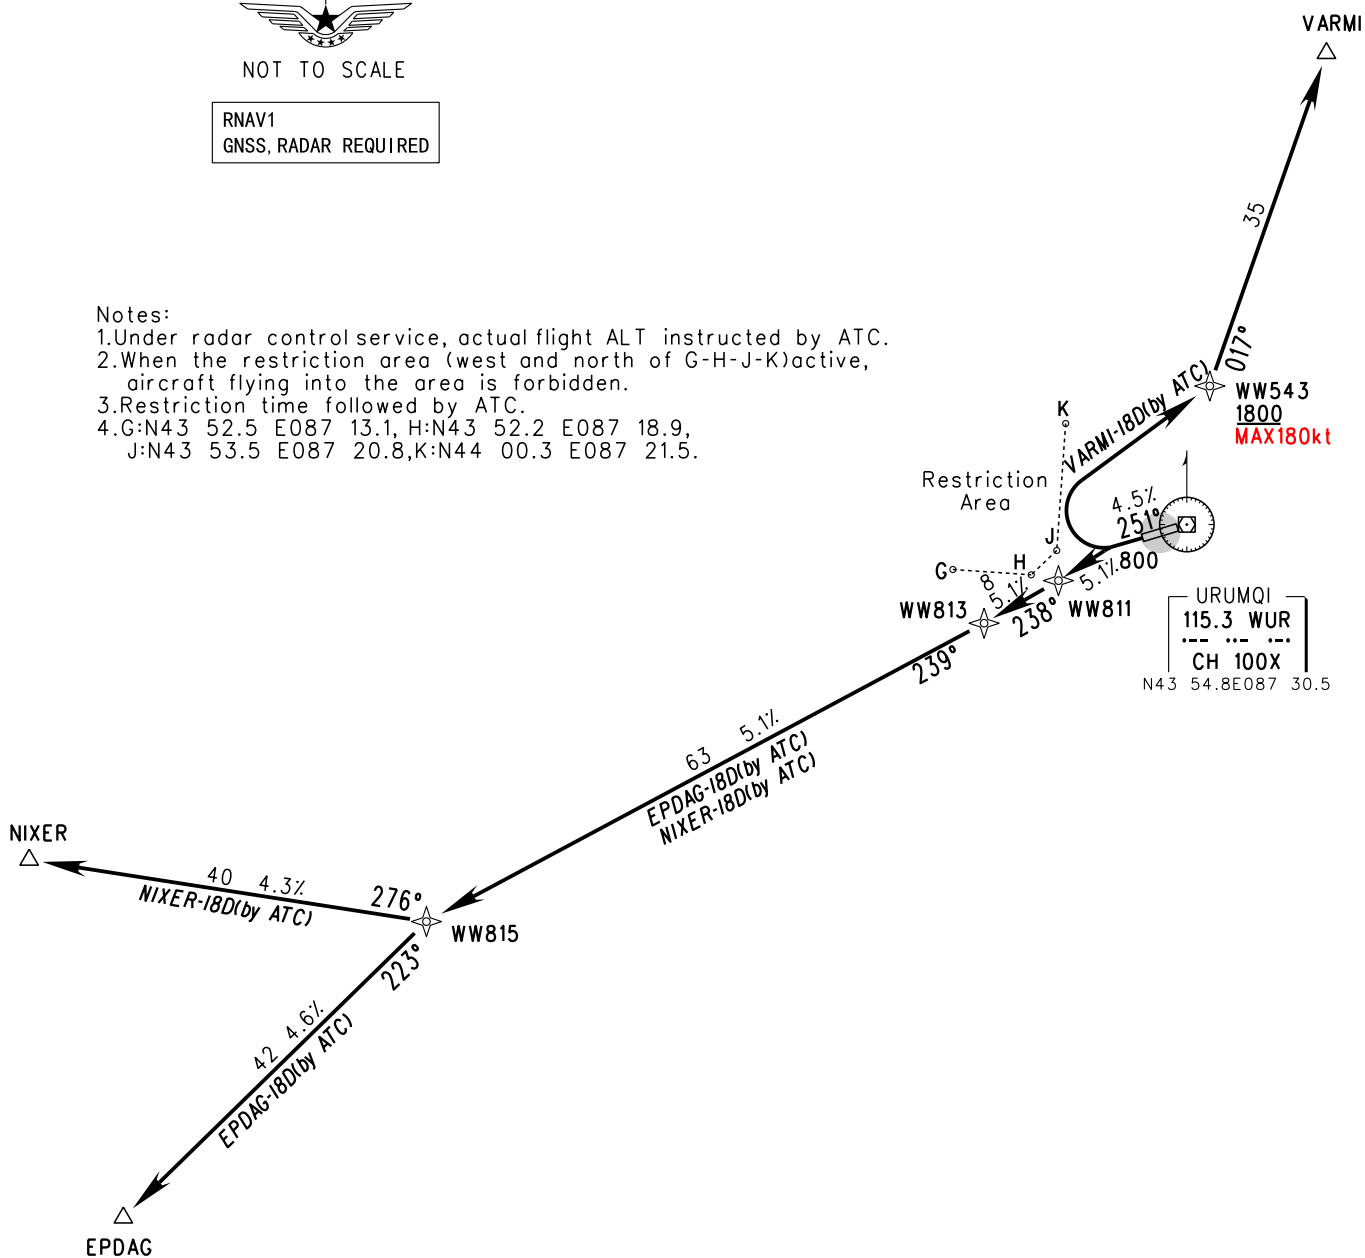 VARMI
NOT TO SCALE
RNAV1
GNSS, RADAR REQUIRED
35
Notes:
1.Under radar control service, actual flight ALT instructed by ATC.
2.When the restriction area (west and north of G-H-J-K)active,
aircraft flying into the area is forbidden.
3.Restriction time followed by ATC.
4.G:N43 52.5 E087 13.1, H:N43 52.2 E087 18.9,
J:N43 53.5 E087 20.8,K:N44 00.3 E087 21.5.
017°
WW543
1800
MAX180kt
K
VARMI-18D(by ATC)
Restriction
Area
4.5%
251°
J
800
5.1%
H
G
8
5.1%
WW813
238°
WW811
239°
URUMQI
115.3 WUR
·--- ··- ·-·
CH 100X
N43 54.8E087 30.5
63 5.1%
EPDAG-18D(by ATC)
NIXER-18D(by ATC)
NIXER
40 4.3%
NIXER-18D(by ATC)
276°
WW815
223°
42 4.6%
EPDAG-18D(by ATC)
EPDAG